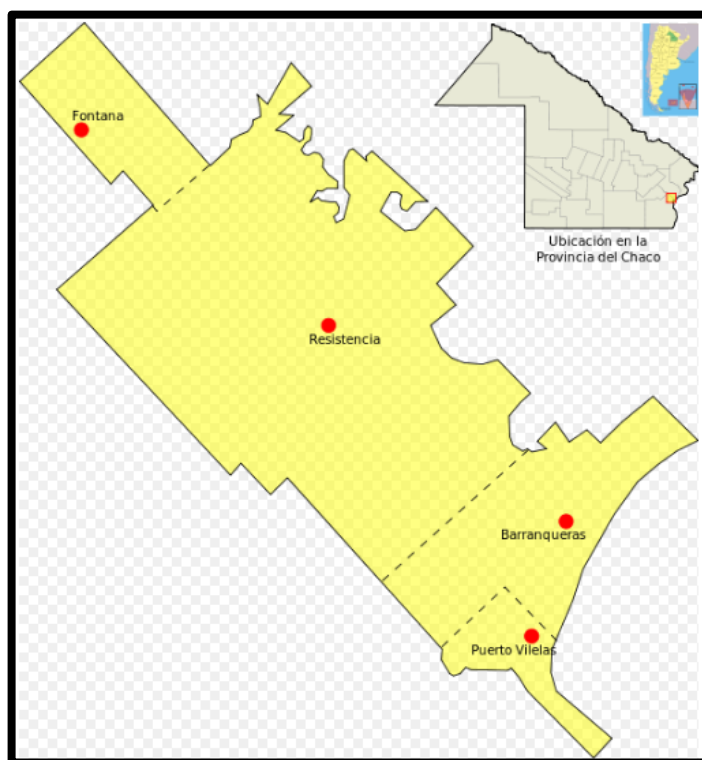 Fontana
Ubicación en la
Provincia del Chaco
Resistencia
Barranqueras
Puerto Vilelas